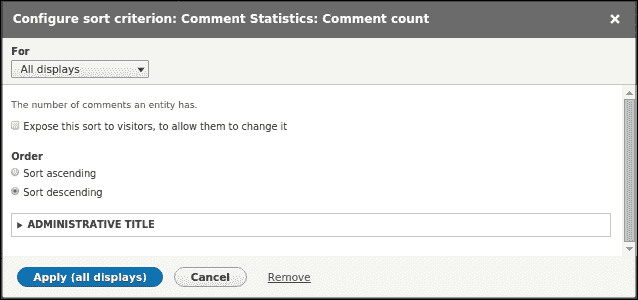 Configure sort criterion: Comment Statistics: Comment count
For
All displays
The number of comments an entity has.
Expose this sort to visitors, to allow them to change it
Order
Sort ascending
Sort descending
ADMINISTRATIVE TITLE
Apply (all displays) Cancel Remove